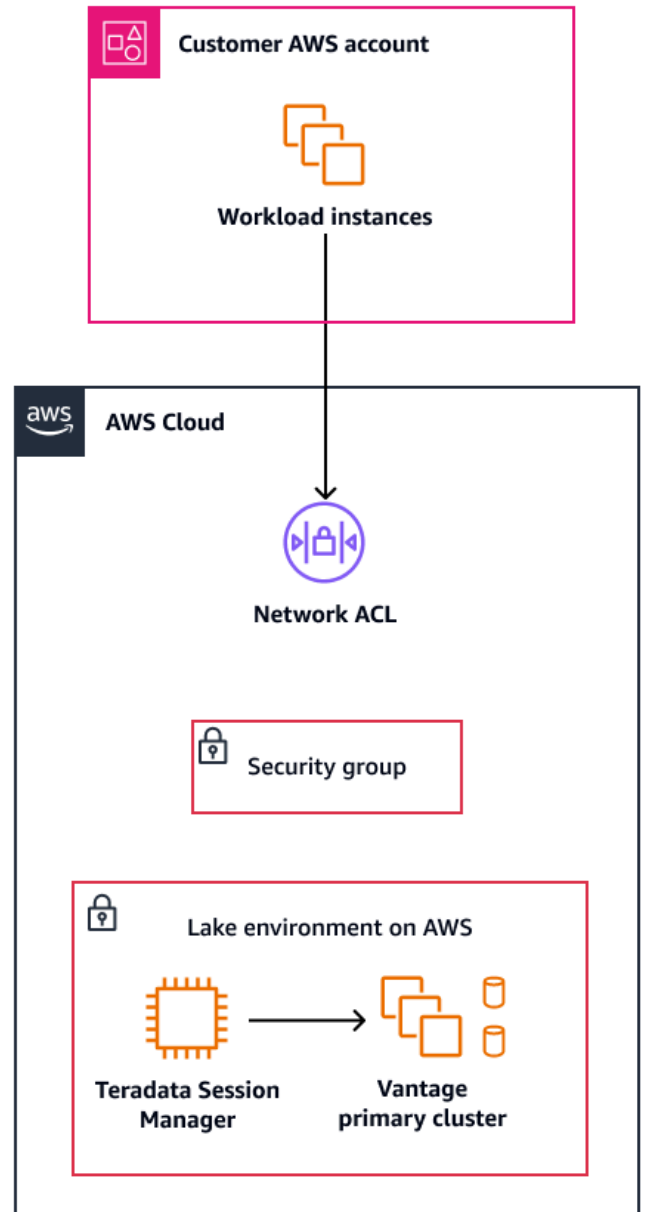 Customer AWS account
Workload instances
aws
AWS Cloud
Network ACL
Security group
Lake environment on AWS
Teradata Session
Manager
Vantage
primary cluster